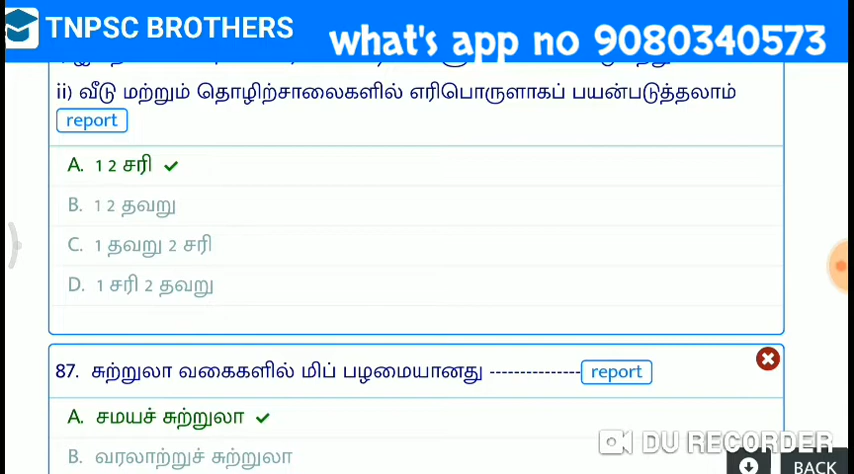 TNPSC BROTHERS
what's app no 9080340573
ii) வீடு மற்றும் தொழிற்சாலைகளில் எரிபொருளாகப் பயன்படுத்தலாம்
report
A. 1 2 சரி ✓
B. 1 2 தவறு
C. 1 தவறு 2 சரி
D. 1 சரி 2 தவறு
87. சுற்றுலா வகைகளில் மிப் பழமையானது ---------------report
A. சமயச் சுற்றுலா ✓
B. வரலாற்றுச் சுற்றுலா
DU RECORDER
BACK